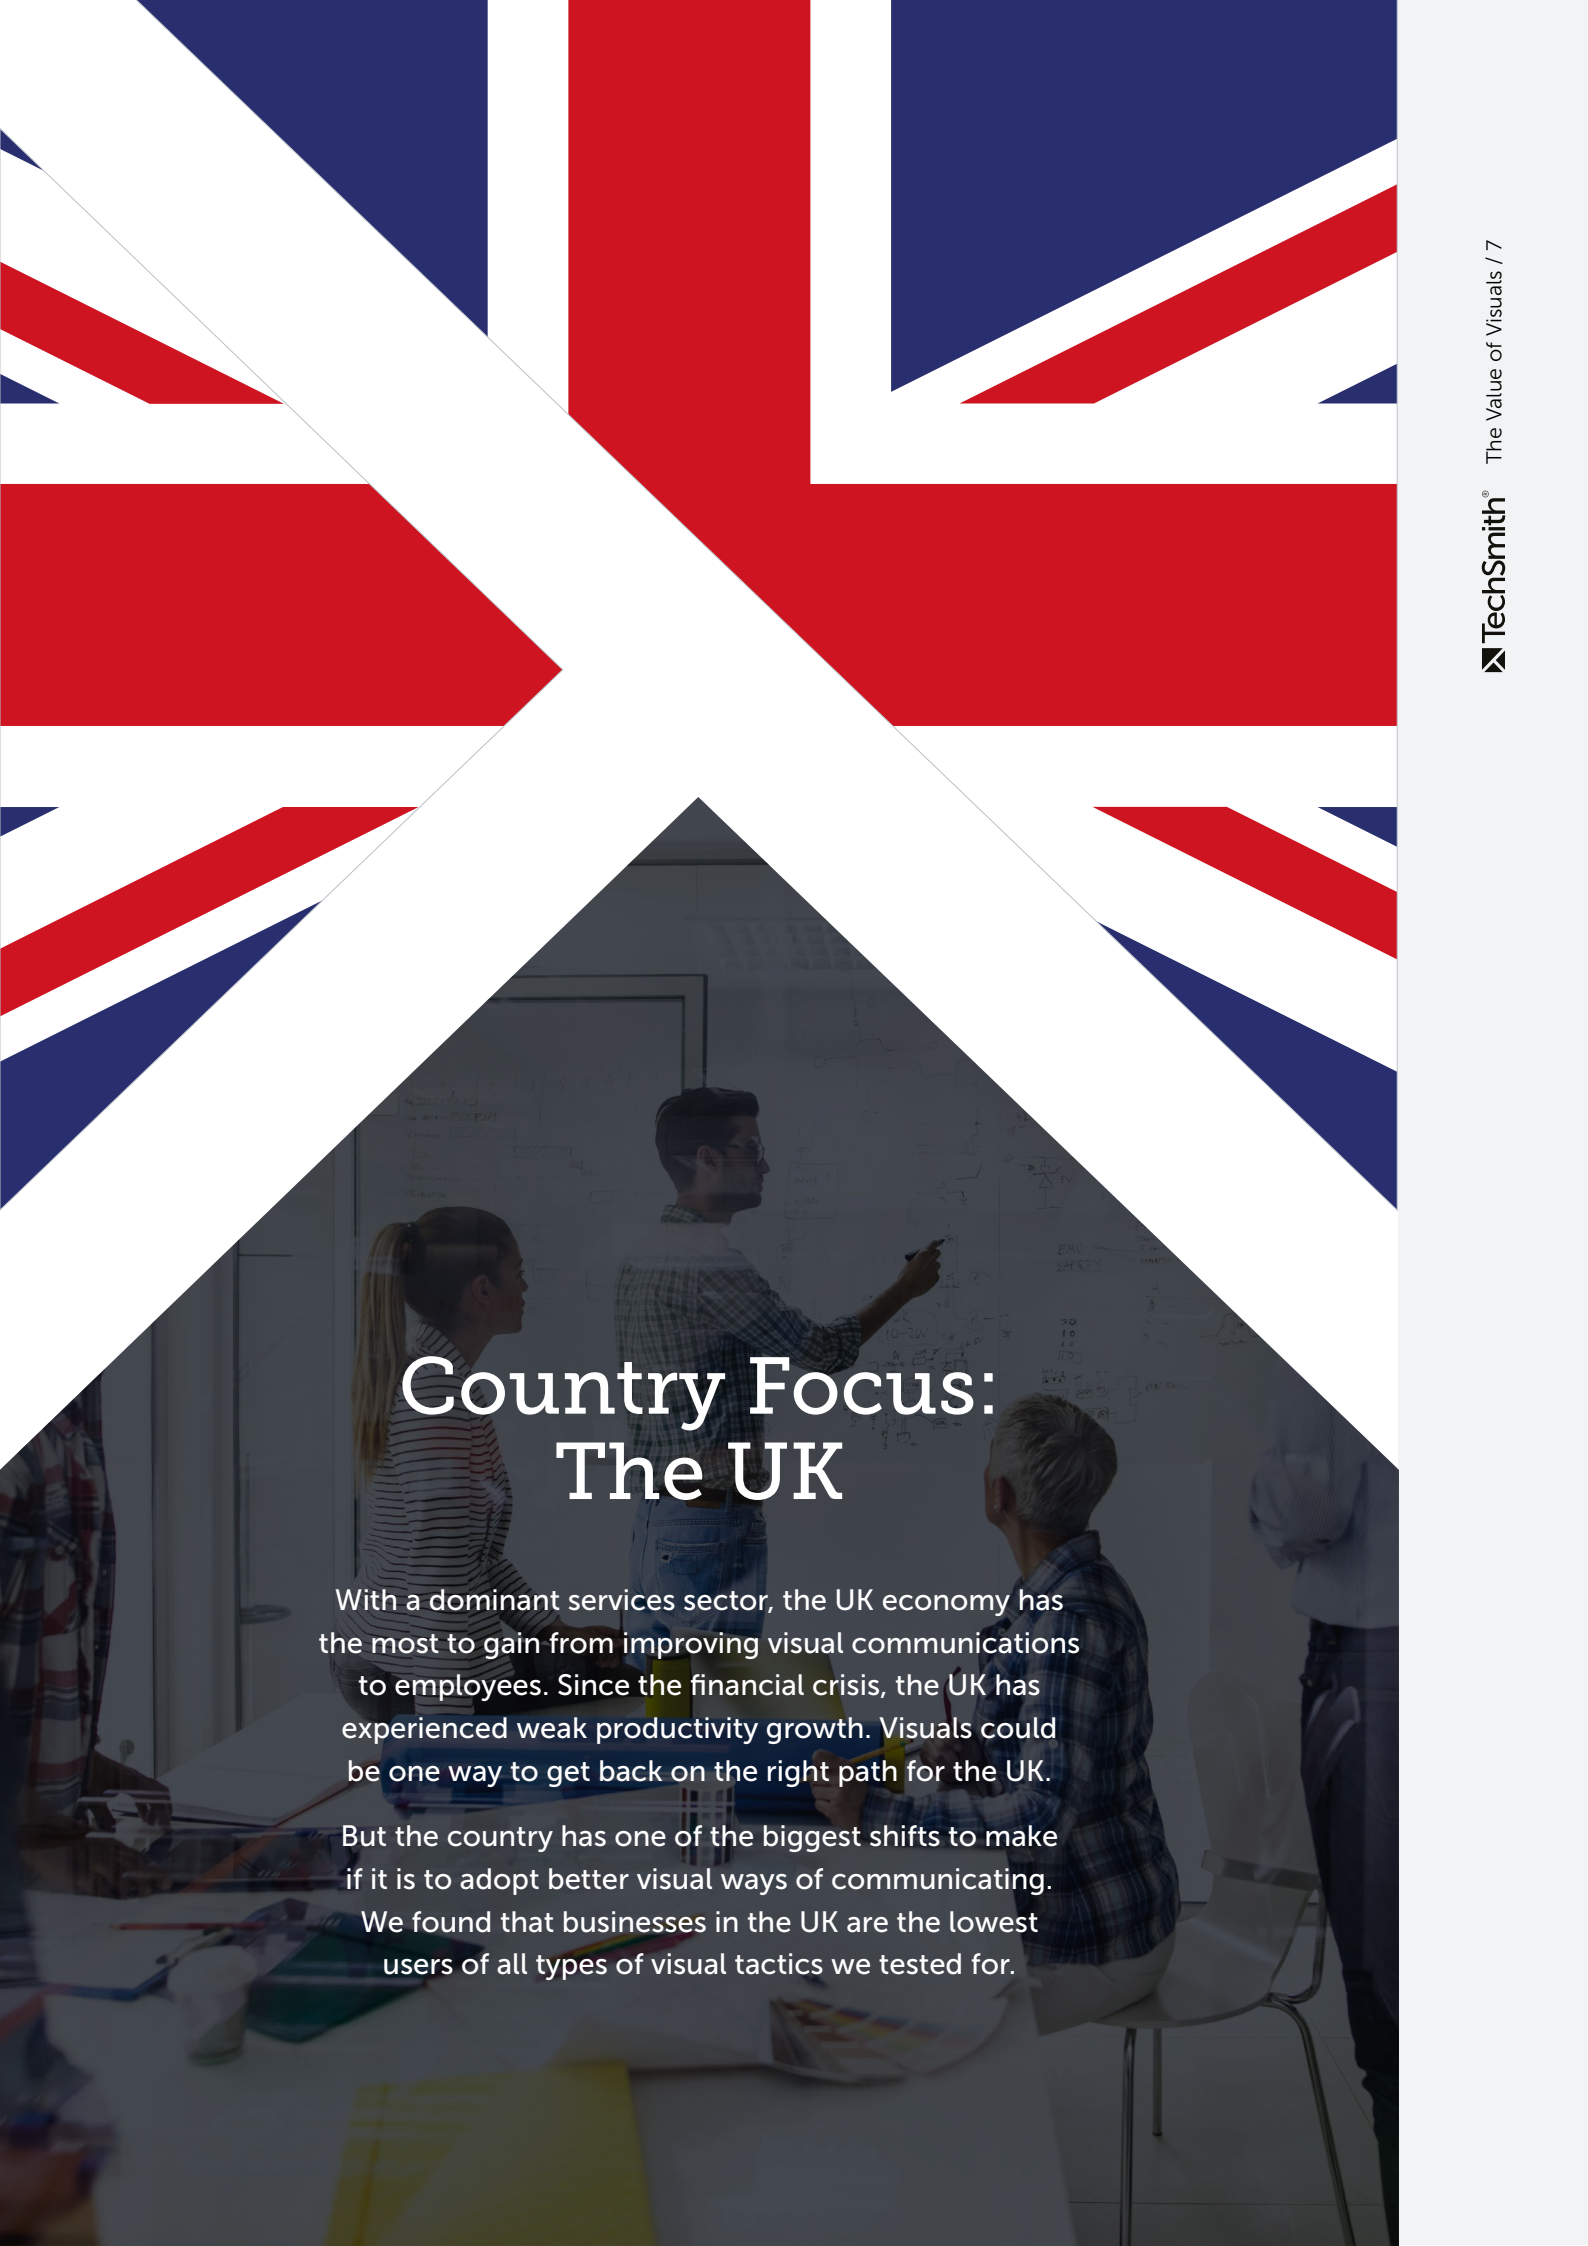 The Value of Visuals / 7
TechSmith®
Country Focus:
The UK
With a dominant services sector, the UK economy has
the most to gain from improving visual communications
to employees. Since the financial crisis, the UK has
experienced weak productivity growth. Visuals could
be one way to get back on the right path for the UK.
But the country has one of the biggest shifts to make
if it is to adopt better visual ways of communicating.
We found that businesses in the UK are the lowest
users of all types of visual tactics we tested for.